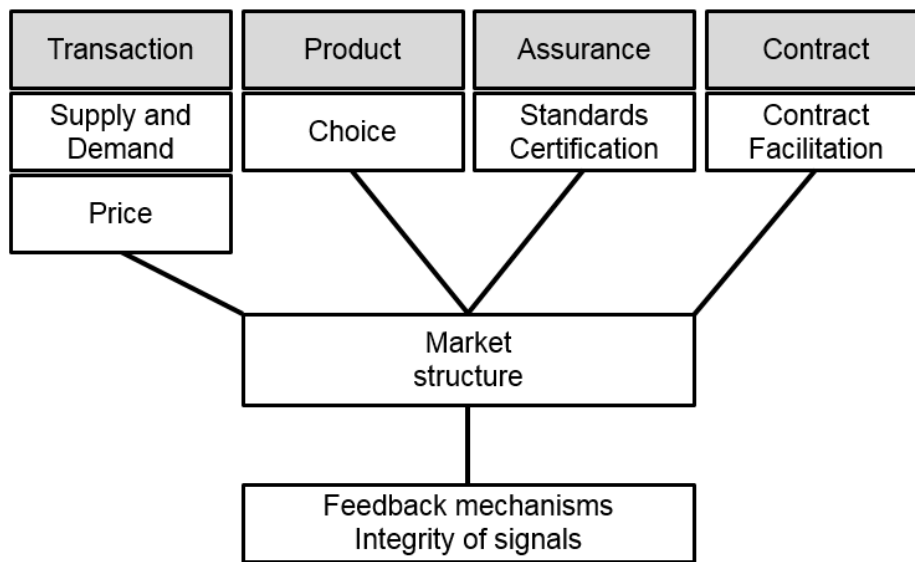 Transaction
Product
Assurance
Contract
Supply and
Demand
Choice
Standards
Certification
Contract
Facilitation
Price
Market
structure
Feedback mechanisms
Integrity of signals